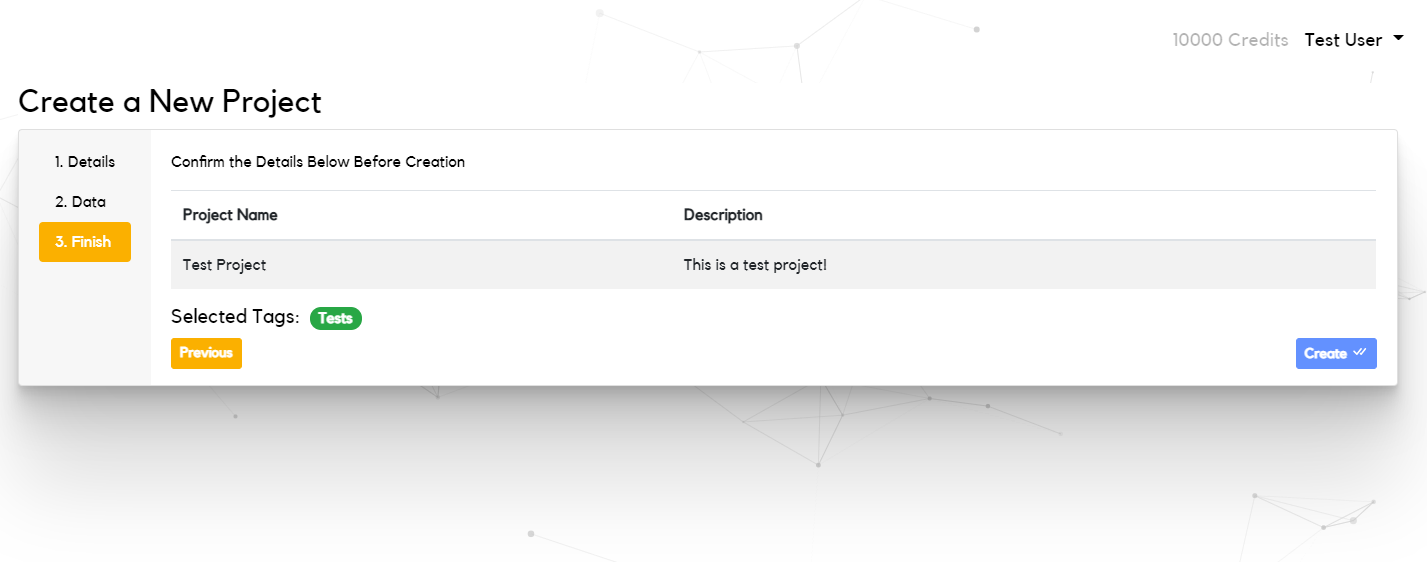 10000 Credits Test User
Create a New Project
1. Details
2. Data
3. Finish
Confirm the Details Below Before Creation
Project Name Description
Test Project This is a test project!
Selected Tags: Tests
Previous
Create